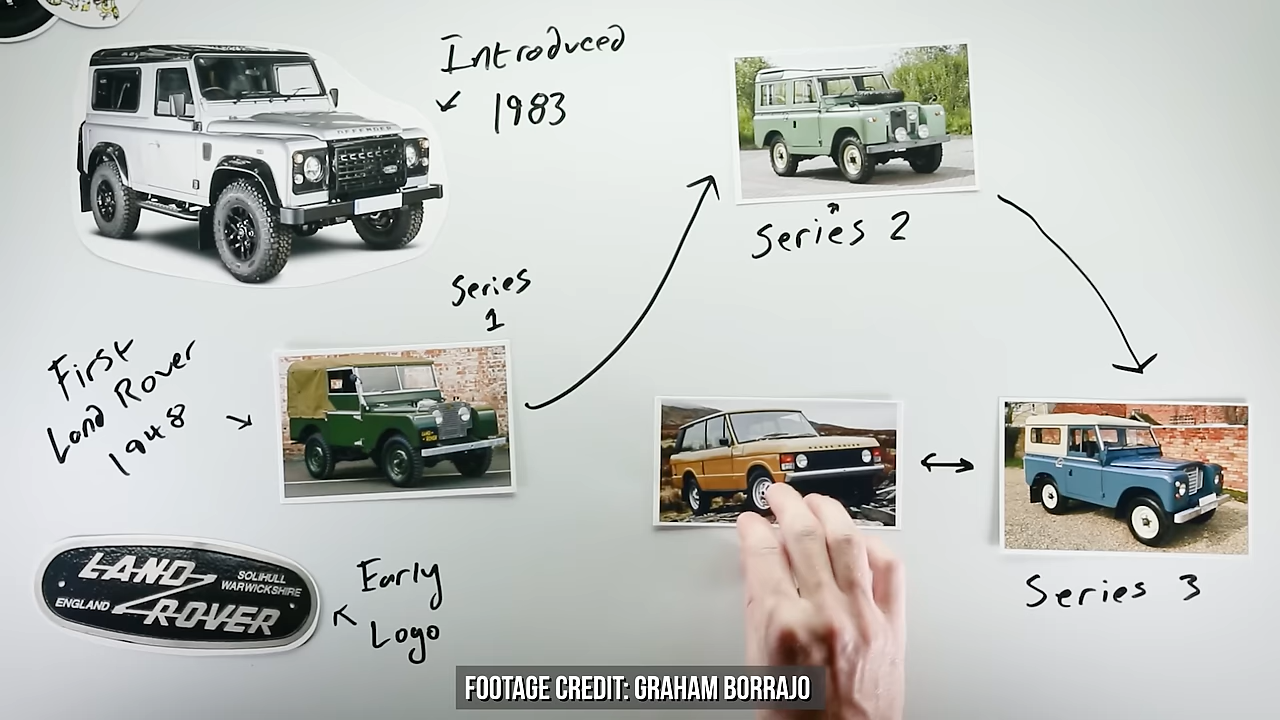 Introduced
1983
DEFENDER
Series 2
Series
1
First
Land Rover
1948
LAND
ROVER
SOLIHULL
WARWICKSHIRE
ENGLAND
Early
Logo
Series 3
FOOTAGE CREDIT: GRAHAM BORRAJO